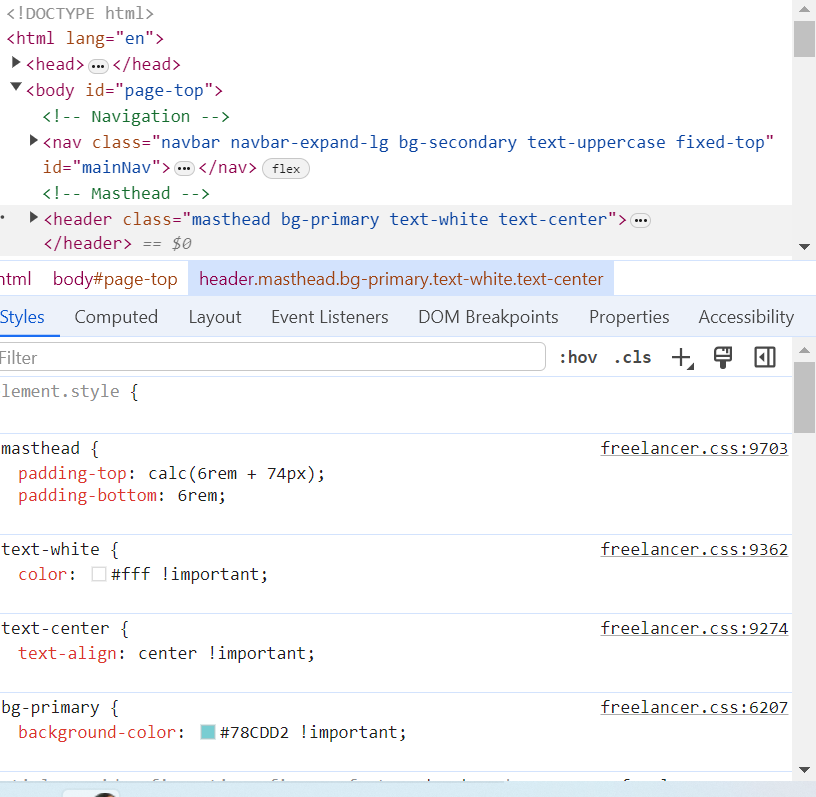 <!DOCTYPE html>
<html lang="en">
<head> ••• </head>
<body id="page-top">
<!-- Navigation -->
<nav class="navbar navbar-expand-lg bg-secondary text-uppercase fixed-top"
id="mainNav"> ••• </nav> flex
<!-- Masthead -->
<header class="masthead bg-primary text-white text-center"> •••
</header> == $0
html body#page-top header.masthead.bg-primary.text-white.text-center
Styles Computed Layout Event Listeners DOM Breakpoints Properties Accessibility
Filter :hov .cls
lement.style {
masthead { freelancer.css:9703
padding-top: calc(6rem + 74px);
padding-bottom: 6rem;
text-white { freelancer.css:9362
color: #fff !important;
text-center { freelancer.css:9274
text-align: center !important;
bg-primary { freelancer.css:6207
background-color: #78CDD2 !important;